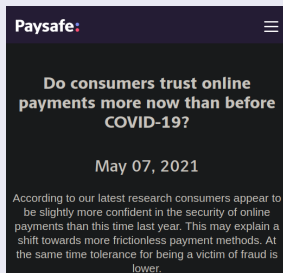 Paysafe:
Do consumers trust online
payments more now than before
COVID-19?
May 07, 2021
According to our latest research consumers appear to
be slightly more confident in the security of online
payments than this time last year. This may explain a
shift towards more frictionless payment methods. At
the same time tolerance for being a victim of fraud is
lower.